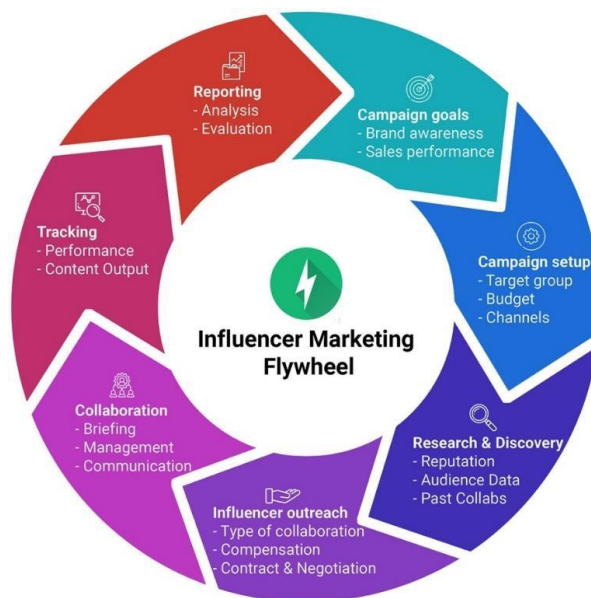 Influencer Marketing
Flywheel
Campaign goals
- Brand awareness
- Sales performance
Campaign setup
- Target group
- Budget
- Channels
Research & Discovery
- Reputation
- Audience Data
- Past Collabs
Influencer outreach
- Type of collaboration
- Compensation
- Contract & Negotiation
Collaboration
- Briefing
- Management
- Communication
Tracking
- Performance
- Content Output
Reporting
- Analysis
- Evaluation